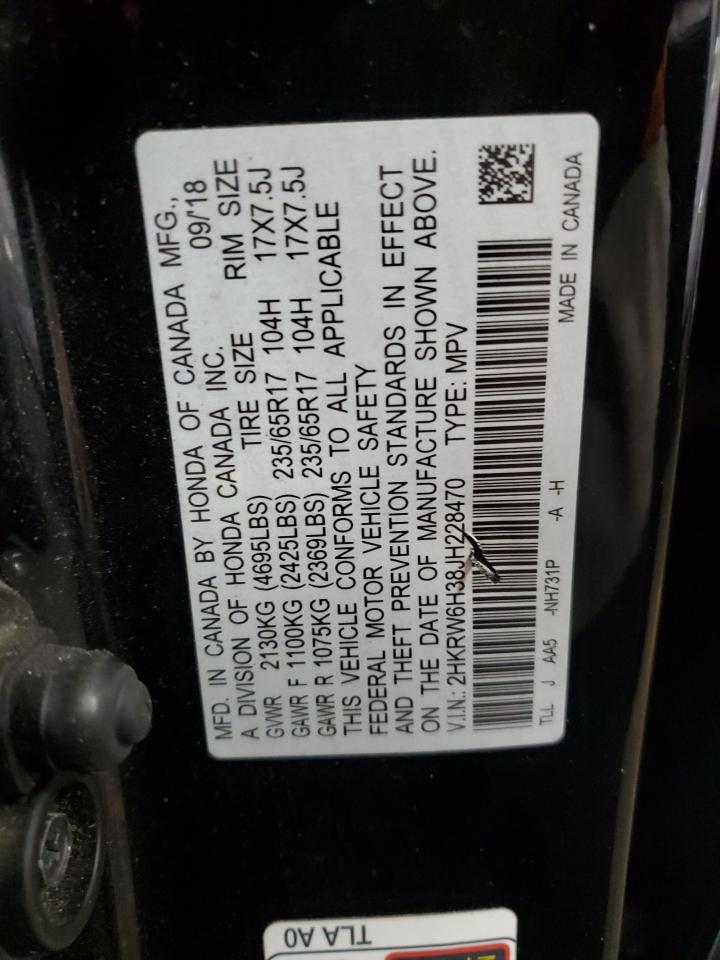 MFD. IN CANADA BY HONDA OF CANADA MFG.,
A DIVISION OF HONDA CANADA INC. 09/'18
GVWR 2130KG (4695LBS) TIRE SIZE RIM SIZE
GAWR F 1100KG (2425LBS) 235/65R17 104H 17X7.5J
GAWR R 1075KG (2369LBS) 235/65R17 104H 17X7.5J
THIS VEHICLE CONFORMS TO ALL APPLICABLE
FEDERAL MOTOR VEHICLE SAFETY
AND THEFT PREVENTION STANDARDS IN EFFECT
ON THE DATE OF MANUFACTURE SHOWN ABOVE.
V.I.N.: 2HKRW6H38JH228470 TYPE: MPV
TLL J AA5 -NH731P -A -H MADE IN CANADA
TLA A0